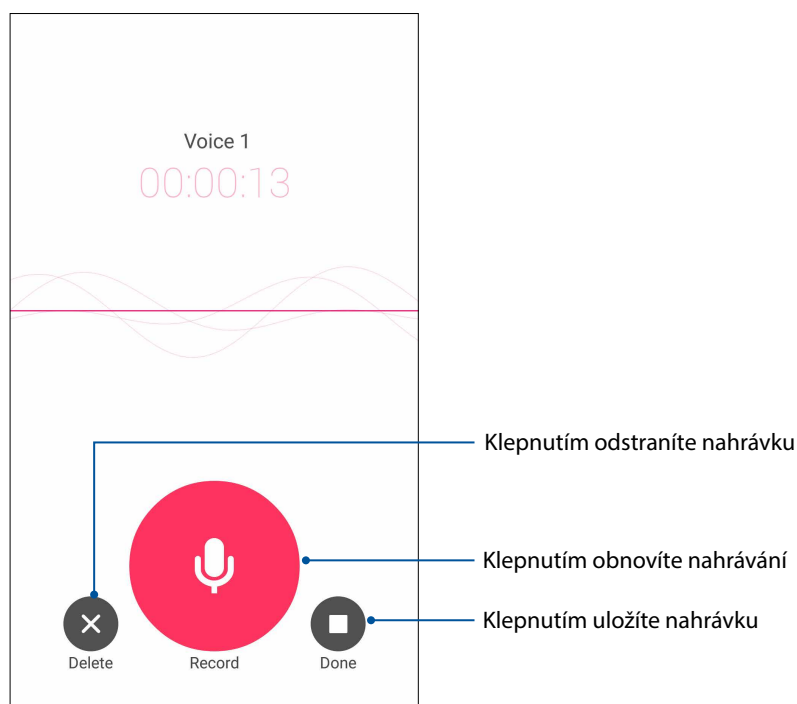 Voice 1
00:00:13
Klepnutím odstraníte nahrávku
Klepnutím obnovíte nahrávání
Klepnutím uložíte nahrávku
Delete
Record
Done